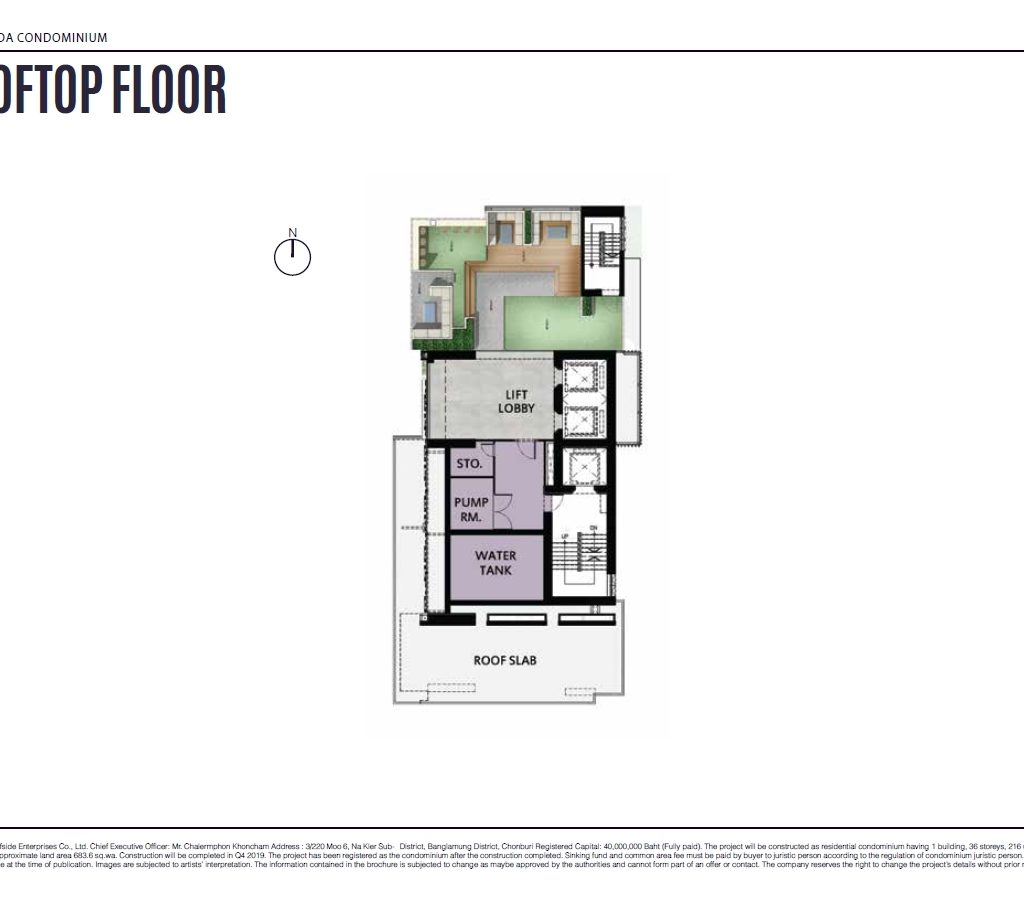 DA CONDOMINIUM
OFTOP FLOOR
N
LIFT
LOBBY
STO.
PUMP
RM.
UP
DN
WATER
TANK
ROOF SLAB
fside Enterprises Co., Ltd. Chief Executive Officer: Mr. Chaiermphon Khoncham Address : 3/220 Moo 6, Na Kier Sub- District, Banglamung District, Chonburi Registered Capital: 40,000,000 Baht (Fully paid). The project will be constructed as residential condominium having 1 building, 36 storeys, 216
pproximate land area 683.6 sq.wa. Construction will be completed in Q4 2019. The project has been registered as the condominium after the construction completed. Sinking fund and common area fee must be paid by buyer to juristic person according to the regulation of condominium juristic person.
e at the time of publication. Images are subjected to artists' interpretation. The information contained in the brochure is subjected to change as maybe approved by the authorities and cannot form part of an offer or contact. The company reserves the right to change the project's details without prior